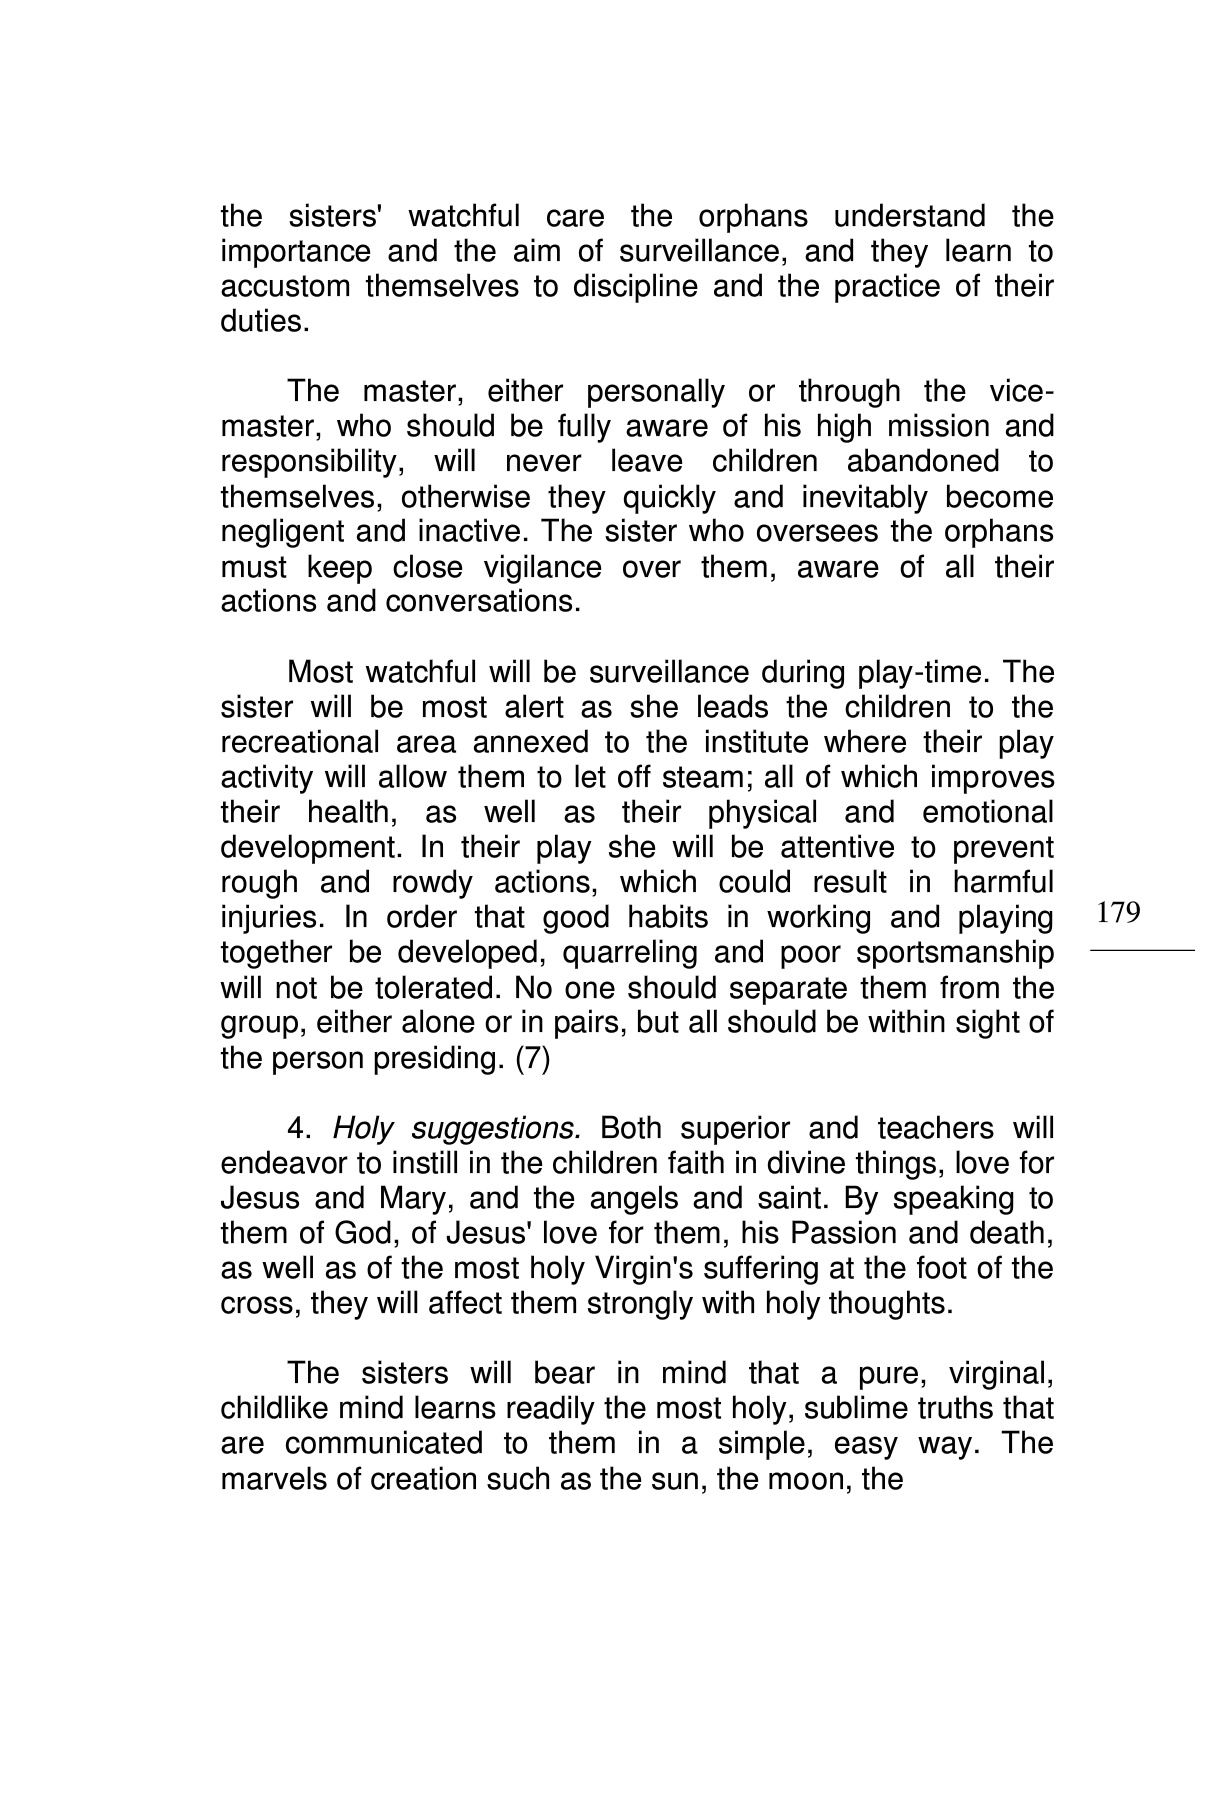 the sisters' watchful care the orphans understand the
importance and the aim of surveillance, and they learn to
accustom themselves to discipline and the practice of their
duties.
The master, either personally or through the vice-
master, who should be fully aware of his high mission and
responsibility, will never leave children abandoned to
themselves, otherwise they quickly and inevitably become
negligent and inactive. The sister who oversees the orphans
must keep close vigilance over them, aware of all their
actions and conversations.
Most watchful will be surveillance during play-time. The
sister will be most alert as she leads the children to the
recreational area annexed to the institute where their play
activity will allow them to let off steam; all of which improves
their health, as well as their physical and emotional
development. In their play she will be attentive to prevent
rough and rowdy actions, which could result in harmful
injuries. In order that good habits in working and playing
together be developed, quarreling and poor sportsmanship
will not be tolerated. No one should separate them from the
group, either alone or in pairs, but all should be within sight of
the person presiding. (7)
4. Holy suggestions. Both superior and teachers will
endeavor to instill in the children faith in divine things, love for
Jesus and Mary, and the angels and saint. By speaking to
them of God, of Jesus' love for them, his Passion and death,
as well as of the most holy Virgin's suffering at the foot of the
cross, they will affect them strongly with holy thoughts.
The sisters will bear in mind that a pure, virginal,
childlike mind learns readily the most holy, sublime truths that
are communicated to them in a simple, easy way. The
marvels of creation such as the sun, the moon, the
179